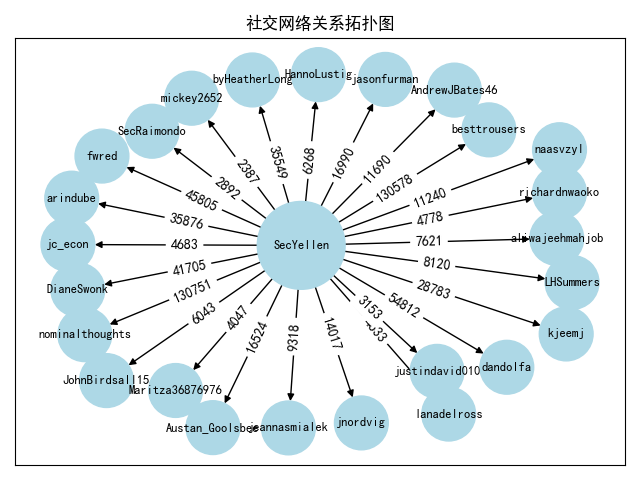 社交网络关系拓扑图
byHeatherLong
HannoLustig
jasonfurman
mickey2652
AndrewJBates46
SecRaimondo
besttrousers
fwred
naasvzyl
arindube
richardnwaoko
jc_econ
SecYellen
aliwajeehmahjob
DianeSwonk
LHSummers
nominalthoughts
kjeemj
JohnBirdsall15
Maritza36876976
justindavid010
dandolfa
lanadelross
Austan_Goolsbee
jeannasmialek
jnordvig
35549
6268
16990
11690
2387
2892
130578
45805
11240
35876
4778
4683
7621
41705
8120
130751
28783
6043
4047
3153
54812
16524
9318
14017